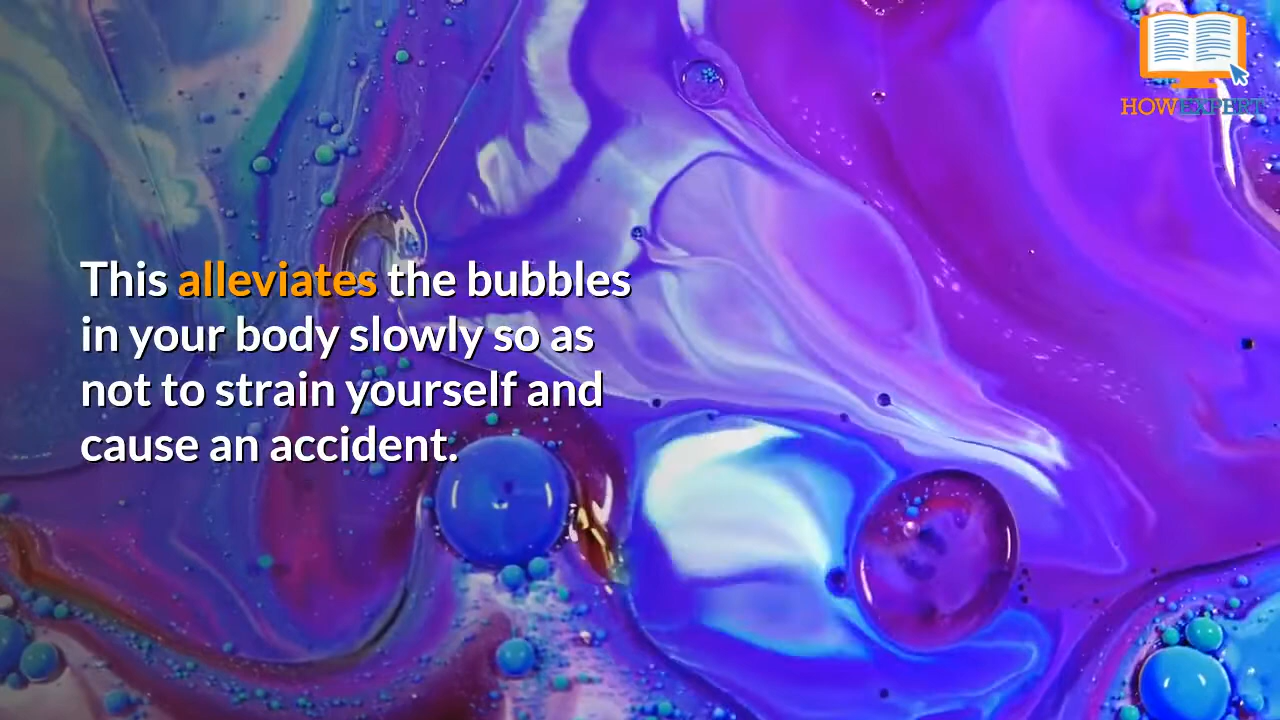 HOWEXPERT
This alleviates the bubbles
in your body slowly so as
not to strain yourself and
cause an accident.